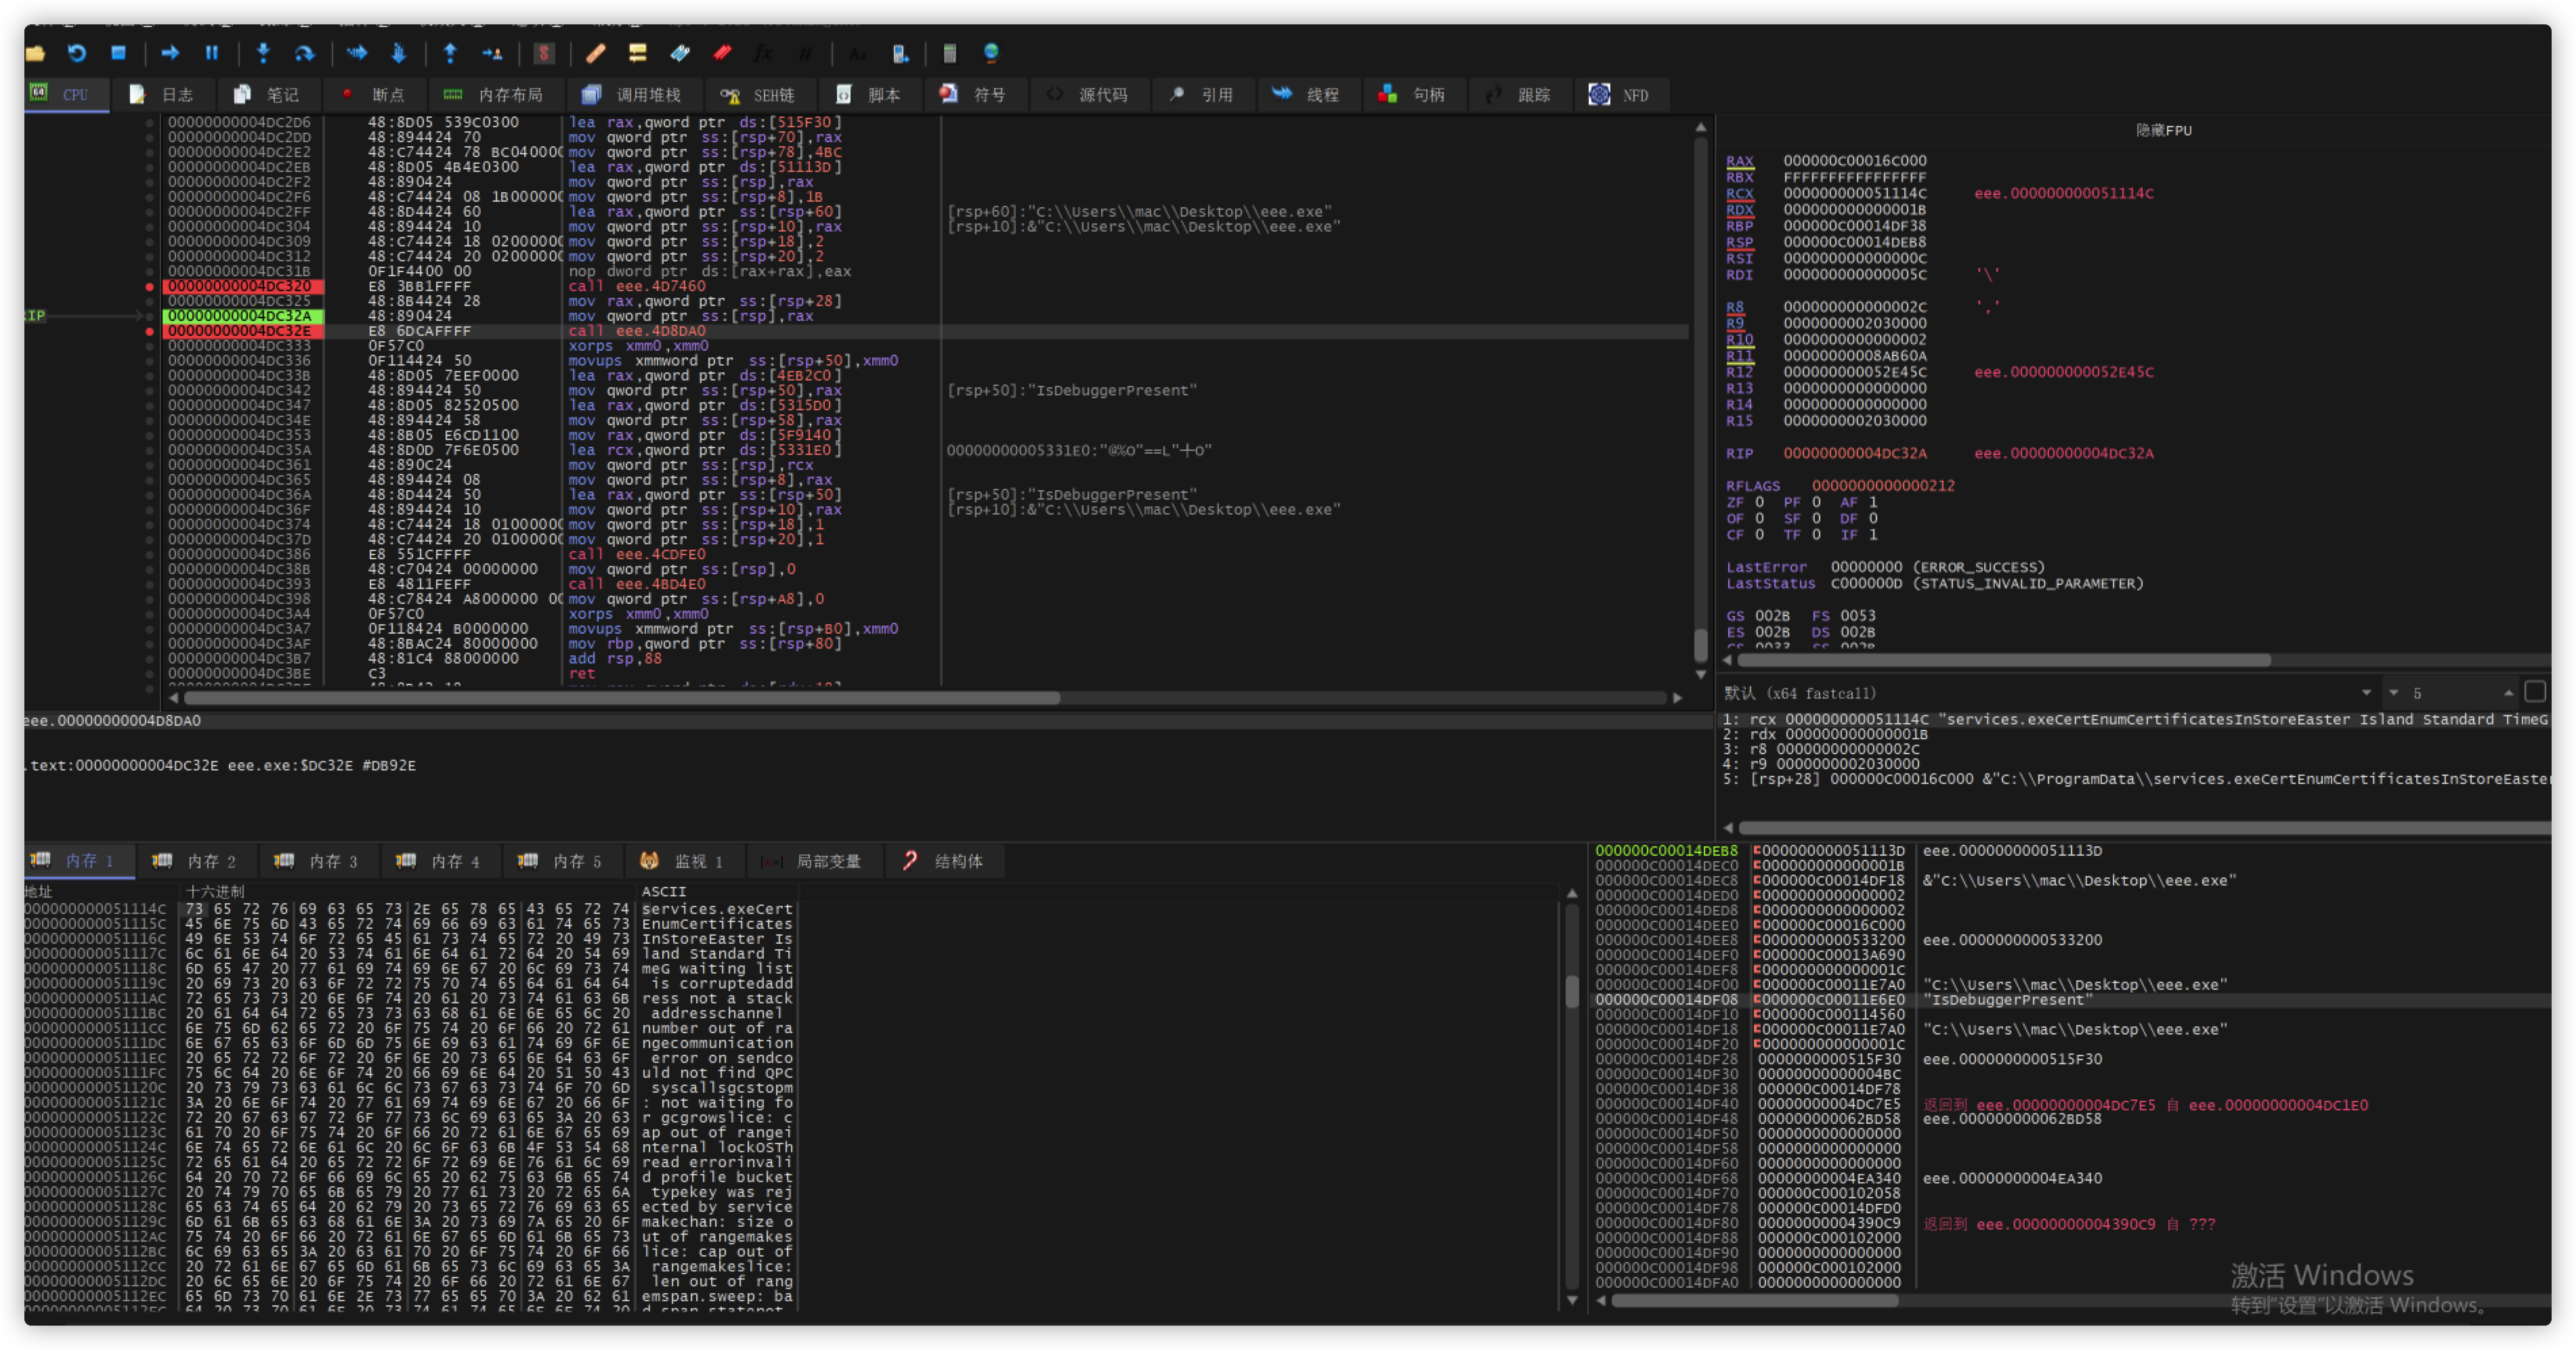 CPU 日志 笔记 断点 内存布局 调用堆栈 SEH链 脚本 符号 源代码 引用 线程 句柄 跟踪 NFD
00000000004DC2D6 48:8D05 539C0300 lea rax,qword ptr ds:[515F30]
00000000004DC2DD 48:894424 70 mov qword ptr ss:[rsp+70],rax
00000000004DC2E2 48:C74424 78 BC04000C mov qword ptr ss:[rsp+78],4BC
00000000004DC2EB 48:8D05 4B4E0300 lea rax,qword ptr ds:[51113D]
00000000004DC2F2 48:890424 mov qword ptr ss:[rsp],rax
00000000004DC2F6 48:C74424 08 1B00000C mov qword ptr ss:[rsp+8],1B
00000000004DC2FF 48:8D4424 60 lea rax,qword ptr ss:[rsp+60] [rsp+60]:"C:\\Users\\mac\\Desktop\\eee.exe"
00000000004DC304 48:894424 10 mov qword ptr ss:[rsp+10],rax [rsp+10]:&"C:\\Users\\mac\\Desktop\\eee.exe"
00000000004DC309 48:C74424 18 0200000C mov qword ptr ss:[rsp+18],2
00000000004DC312 48:C74424 20 0200000C mov qword ptr ss:[rsp+20],2
00000000004DC31B 0F1F4400 00 nop dword ptr ds:[rax+rax],eax
00000000004DC320 E8 3BB1FFFF call eee.4D7460
00000000004DC325 48:8B4424 28 mov rax,qword ptr ss:[rsp+28]
IP 00000000004DC32A 48:890424 mov qword ptr ss:[rsp],rax
00000000004DC32E E8 6DCAFFFF call eee.4D8DA0
00000000004DC333 0F57C0 xorps xmm0,xmm0
00000000004DC336 0F114424 50 movups xmmword ptr ss:[rsp+50],xmm0
00000000004DC33B 48:8D05 7EEF0000 lea rax,qword ptr ds:[4EB2C0]
00000000004DC342 48:894424 50 mov qword ptr ss:[rsp+50],rax [rsp+50]:"IsDebuggerPresent"
00000000004DC347 48:8D05 82520500 lea rax,qword ptr ds:[5315D0]
00000000004DC34E 48:894424 58 mov qword ptr ss:[rsp+58],rax
00000000004DC353 48:8B05 E6CD1100 mov rax,qword ptr ds:[5F9140]
00000000004DC35A 48:8D0D 7F6E0500 lea rcx,qword ptr ds:[5331E0] 00000000005331E0:"@%O"==L"十O"
00000000004DC361 48:890C24 mov qword ptr ss:[rsp],rcx
00000000004DC365 48:894424 08 mov qword ptr ss:[rsp+8],rax
00000000004DC36A 48:8D4424 50 lea rax,qword ptr ss:[rsp+50] [rsp+50]:"IsDebuggerPresent"
00000000004DC36F 48:894424 10 mov qword ptr ss:[rsp+10],rax [rsp+10]:&"C:\\Users\\mac\\Desktop\\eee.exe"
00000000004DC374 48:C74424 18 0100000C mov qword ptr ss:[rsp+18],1
00000000004DC37D 48:C74424 20 0100000C mov qword ptr ss:[rsp+20],1
00000000004DC386 E8 551CFFFF call eee.4CDFE0
00000000004DC38B 48:C70424 00000000 mov qword ptr ss:[rsp],0
00000000004DC393 E8 4811FEFF call eee.4BD4E0
00000000004DC398 48:C78424 A8000000 00 mov qword ptr ss:[rsp+A8],0
00000000004DC3A4 0F57C0 xorps xmm0,xmm0
00000000004DC3A7 0F118424 B0000000 movups xmmword ptr ss:[rsp+B0],xmm0
00000000004DC3AF 48:8BAC24 80000000 mov rbp,qword ptr ss:[rsp+80]
00000000004DC3B7 48:81C4 88000000 add rsp,88
00000000004DC3BE C3 ret
eee.00000000004D8DA0
.text:00000000004DC32E eee.exe:$DC32E #DB92E
隐藏FPU
RAX 000000C00016C000
RBX FFFFFFFFFFFFFFFF
RCX 000000000051114C eee.000000000051114C
RDX 000000000000001B
RBP 000000C00014DF38
RSP 000000C00014DEB8
RSI 000000000000000C
RDI 000000000000005C '\'
R8 000000000000002C ','
R9 0000000002030000
R10 0000000000000002
R11 00000000008AB60A
R12 000000000052E45C eee.000000000052E45C
R13 0000000000000000
R14 0000000000000000
R15 0000000002030000
RIP 00000000004DC32A eee.00000000004DC32A
RFLAGS 0000000000000212
ZF 0 PF 0 AF 1
OF 0 SF 0 DF 0
CF 0 TF 0 IF 1
LastError 00000000 (ERROR_SUCCESS)
LastStatus C000000D (STATUS_INVALID_PARAMETER)
GS 002B FS 0053
ES 002B DS 002B
默认 (x64 fastcall) 5
1: rcx 000000000051114C "services.exeCertEnumCertificatesInStoreEaster Island Standard TimeG
2: rdx 000000000000001B
3: r8 000000000000002C
4: r9 0000000002030000
5: [rsp+28] 000000C00016C000 &"C:\\ProgramData\\services.exeCertEnumCertificatesInStoreEaste
内存 1 内存 2 内存 3 内存 4 内存 5 监视 1 局部变量 结构体
地址 十六进制 ASCII
000000000051114C 73 65 72 76 69 63 65 73 2E 65 78 65 43 65 72 74 services.exeCert
000000000051115C 45 6E 75 6D 43 65 72 74 69 66 69 63 61 74 65 73 EnumCertificates
000000000051116C 49 6E 53 74 6F 72 65 45 61 73 74 65 72 20 49 73 InStoreEaster Is
000000000051117C 6C 61 6E 64 20 53 74 61 6E 64 61 72 64 20 54 69 land Standard Ti
000000000051118C 6D 65 47 20 77 61 69 74 69 6E 67 20 6C 69 73 74 meG waiting list
000000000051119C 20 69 73 20 63 6F 72 72 75 70 74 65 64 61 64 64 is corruptedadd
00000000005111AC 72 65 73 73 20 6E 6F 74 20 61 20 73 74 61 63 6B ress not a stack
00000000005111BC 20 61 64 64 72 65 73 73 63 68 61 6E 6E 65 6C 20 addresschannel
00000000005111CC 6E 75 6D 62 65 72 20 6F 75 74 20 6F 66 20 72 61 number out of ra
00000000005111DC 6E 67 65 63 6F 6D 6D 75 6E 69 63 61 74 69 6F 6E ngecommunication
00000000005111EC 20 65 72 72 6F 72 20 6F 6E 20 73 65 6E 64 63 6F error on sendco
00000000005111FC 75 6C 64 20 6E 6F 74 20 66 69 6E 64 20 51 50 43 uld not find QPC
000000000051120C 20 73 79 73 63 61 6C 6C 73 67 63 73 74 6F 70 6D syscallsgcstopm
000000000051121C 3A 20 6E 6F 74 20 77 61 69 74 69 6E 67 20 66 6F : not waiting fo
000000000051122C 72 20 67 63 67 72 6F 77 73 6C 69 63 65 3A 20 63 r gcgrowslice: c
000000000051123C 61 70 20 6F 75 74 20 6F 66 20 72 61 6E 67 65 69 ap out of rangei
000000000051124C 6E 74 65 72 6E 61 6C 20 6C 6F 63 6B 4F 53 54 68 nternal lockOSTh
000000000051125C 72 65 61 64 20 65 72 72 6F 72 69 6E 76 61 6C 69 read errorinvali
000000000051126C 64 20 70 72 6F 66 69 6C 65 20 62 75 63 6B 65 74 d profile bucket
000000000051127C 20 74 79 70 65 6B 65 79 20 77 61 73 20 72 65 6A typekey was rej
000000000051128C 65 63 74 65 64 20 62 79 20 73 65 72 76 69 63 65 ected by service
000000000051129C 6D 61 6B 65 63 68 61 6E 3A 20 73 69 7A 65 20 6F makechan: size o
00000000005112AC 75 74 20 6F 66 20 72 61 6E 67 65 6D 61 6B 65 73 ut of rangemakes
00000000005112BC 6C 69 63 65 3A 20 63 61 70 20 6F 75 74 20 6F 66 lice: cap out of
00000000005112CC 20 72 61 6E 67 65 6D 61 6B 65 73 6C 69 63 65 3A rangemakeslice:
00000000005112DC 20 6C 65 6E 20 6F 75 74 20 6F 66 20 72 61 6E 67 len out of rang
00000000005112EC 65 6D 73 70 61 6E 2E 73 77 65 65 70 3A 20 62 61 emspan.sweep: ba
000000C00014DEB8 000000000051113D eee.000000000051113D
000000C00014DEC0 000000000000001B
000000C00014DEC8 000000C00014DF18 &"C:\\Users\\mac\\Desktop\\eee.exe"
000000C00014DED0 0000000000000002
000000C00014DED8 0000000000000002
000000C00014DEE0 000000C00016C000
000000C00014DEE8 0000000000533200 eee.0000000000533200
000000C00014DEF0 000000C00013A690
000000C00014DEF8 000000000000001C
000000C00014DF00 000000C00011E7A0 "C:\\Users\\mac\\Desktop\\eee.exe"
000000C00014DF08 000000C00011E6E0 "IsDebuggerPresent"
000000C00014DF10 000000C000114560
000000C00014DF18 000000C00011E7A0 "C:\\Users\\mac\\Desktop\\eee.exe"
000000C00014DF20 000000000000001C
000000C00014DF28 0000000000515F30 eee.0000000000515F30
000000C00014DF30 00000000000004BC
000000C00014DF38 000000C00014DF78
000000C00014DF40 00000000004DC7E5 返回到 eee.00000000004DC7E5 自 eee.00000000004DC1E0
000000C00014DF48 000000000062BD58 eee.000000000062BD58
000000C00014DF50 0000000000000000
000000C00014DF58 0000000000000000
000000C00014DF60 0000000000000000
000000C00014DF68 00000000004EA340 eee.00000000004EA340
000000C00014DF70 000000C000102058
000000C00014DF78 000000C00014DFD0
000000C00014DF80 00000000004390C9 返回到 eee.00000000004390C9 自 ???
000000C00014DF88 000000C000102000
000000C00014DF90 0000000000000000
000000C00014DF98 000000C000102000
000000C00014DFA0 0000000000000000
激活 Windows
转到"设置"以激活 Windows。